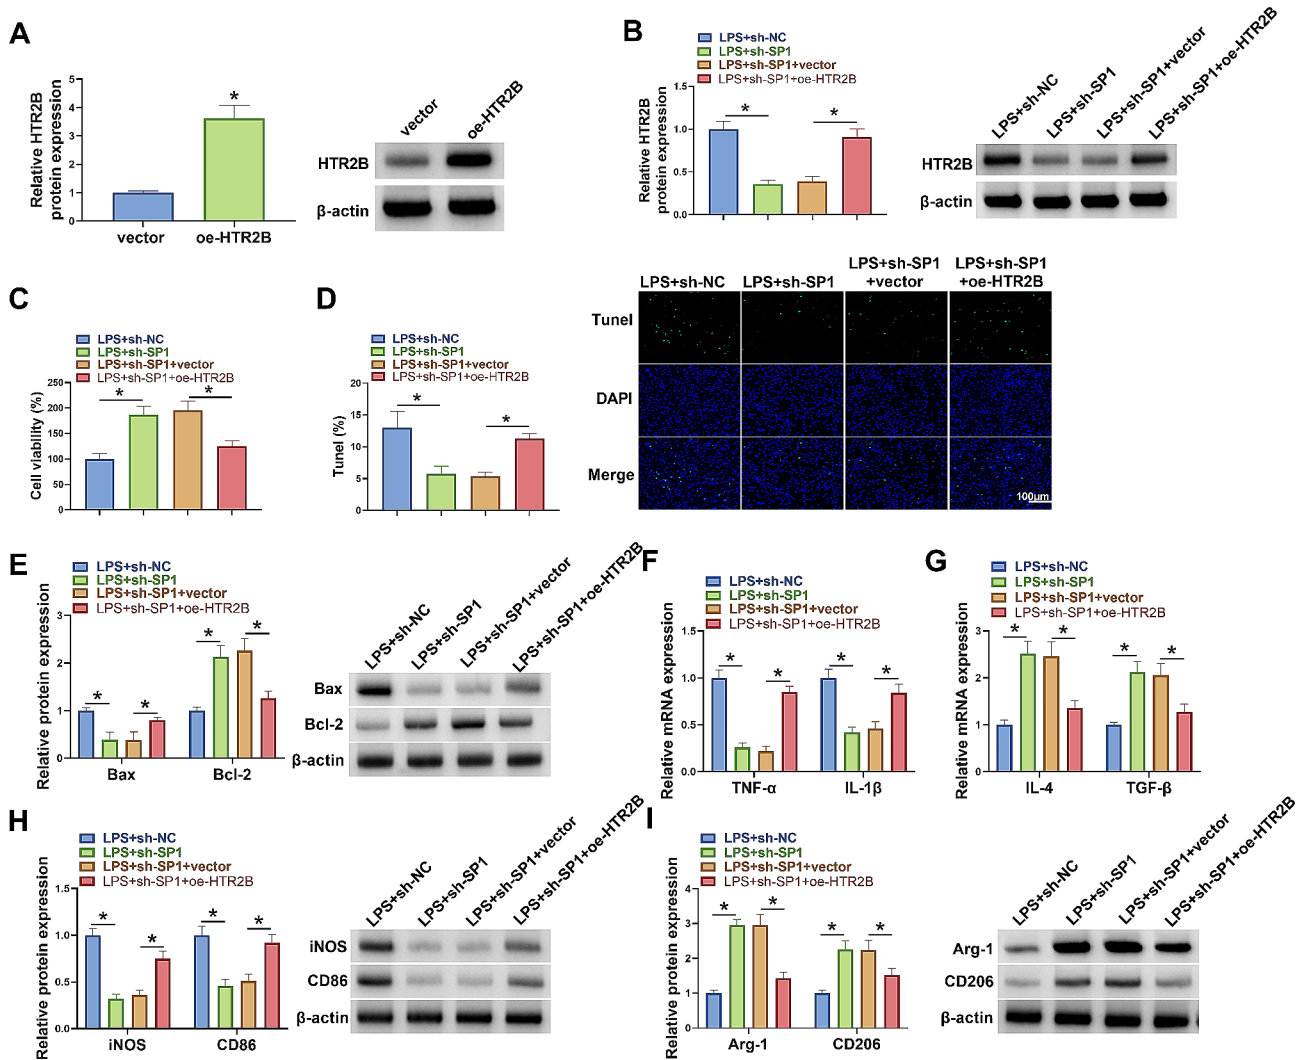 A
Relative HTR2B
protein expression
5
4
3
2
1
0
*
vector
oe-HTR2B
vector
oe-HTR2B
HTR2B
β-actin
B
LPS+sh-NC
LPS+sh-SP1
LPS+sh-SP1+vector
LPS+sh-SP1+oe-HTR2B
Relative HTR2B
protein expression
1.5
1.0
0.5
0.0
*
*
LPS+sh-NC
LPS+sh-SP1
LPS+sh-SP1+vector
LPS+sh-SP1+oe-HTR2B
HTR2B
β-actin
C
LPS+sh-NC
LPS+sh-SP1
LPS+sh-SP1+vector
LPS+sh-SP1+oe-HTR2B
Cell viability (%)
250
200
150
100
50
0
*
*
D
LPS+sh-NC
LPS+sh-SP1
LPS+sh-SP1+vector
LPS+sh-SP1+oe-HTR2B
Tunel (%)
20
15
10
5
0
*
*
LPS+sh-NC
LPS+sh-SP1
LPS+sh-SP1
+vector
LPS+sh-SP1
+oe-HTR2B
Tunel
DAPI
Merge
100um
E
LPS+sh-NC
LPS+sh-SP1
LPS+sh-SP1+vector
LPS+sh-SP1+oe-HTR2B
Relative protein expression
3
2
1
0
*
*
*
*
Bax
Bcl-2
LPS+sh-NC
LPS+sh-SP1
LPS+sh-SP1+vector
LPS+sh-SP1+oe-HTR2B
Bax
Bcl-2
β-actin
F
LPS+sh-NC
LPS+sh-SP1
LPS+sh-SP1+vector
LPS+sh-SP1+oe-HTR2B
Relative mRNA expression
1.5
1.0
0.5
0.0
*
*
*
*
TNF-α
IL-1β
G
LPS+sh-NC
LPS+sh-SP1
LPS+sh-SP1+vector
LPS+sh-SP1+oe-HTR2B
Relative mRNA expression
3
2
1
0
*
*
*
*
IL-4
TGF-β
H
LPS+sh-NC
LPS+sh-SP1
LPS+sh-SP1+vector
LPS+sh-SP1+oe-HTR2B
Relative protein expression
1.5
1.0
0.5
0.0
*
*
*
*
iNOS
CD86
LPS+sh-NC
LPS+sh-SP1
LPS+sh-SP1+vector
LPS+sh-SP1+oe-HTR2B
iNOS
CD86
β-actin
I
LPS+sh-NC
LPS+sh-SP1
LPS+sh-SP1+vector
LPS+sh-SP1+oe-HTR2B
Relative protein expression
4
3
2
1
0
*
*
*
*
Arg-1
CD206
LPS+sh-NC
LPS+sh-SP1
LPS+sh-SP1+vector
LPS+sh-SP1+oe-HTR2B
Arg-1
CD206
β-actin